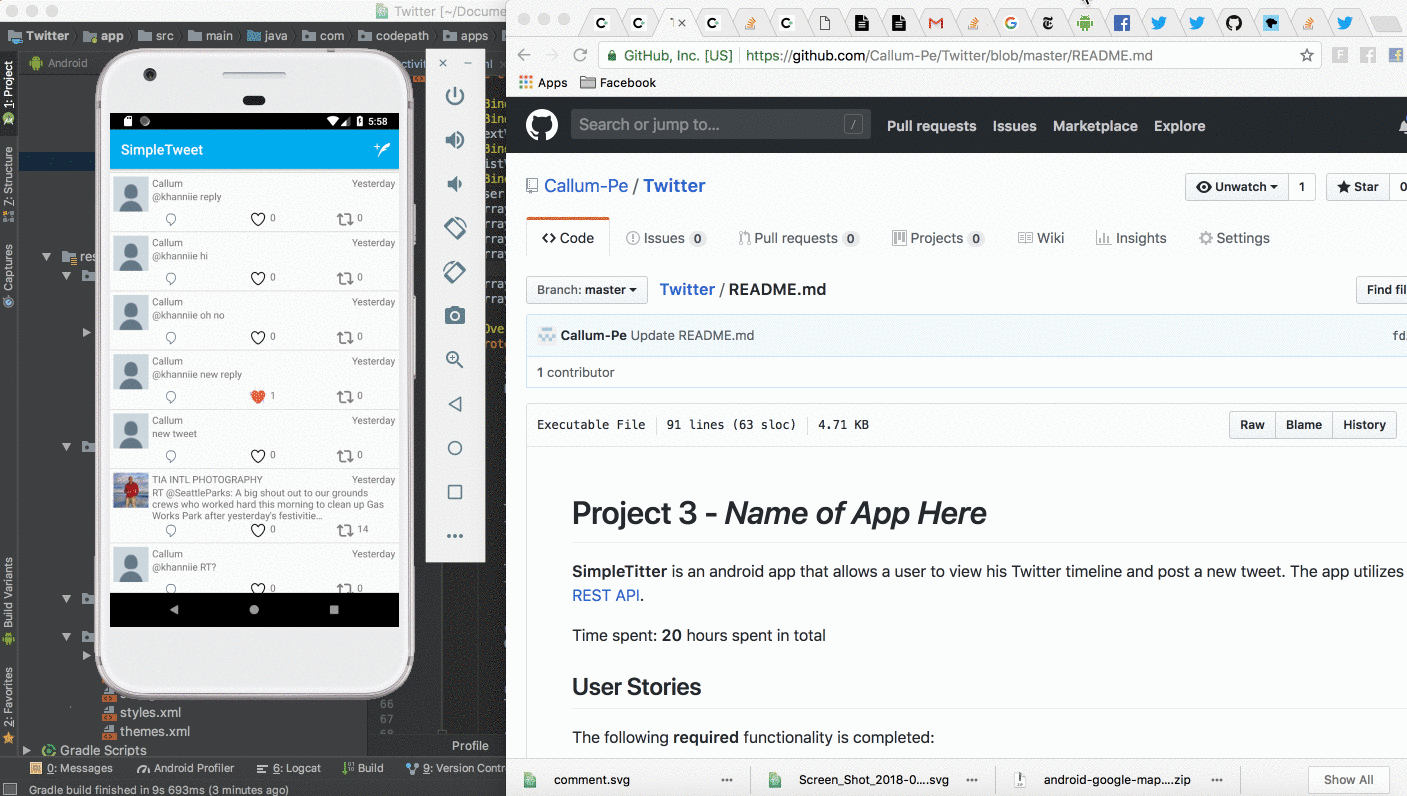 Twitter [~/Docume
Twitter app src main java com codepath apps
1: Project
Android
7: Structure
Captures
Build Variants
2: Favorites
5:58
SimpleTweet
Callum Yesterday
@khanniie reply
0 0
Callum Yesterday
@khanniie hi
0 0
Callum Yesterday
@khanniie oh no
0 0
Callum Yesterday
@khanniie new reply
1 0
Callum Yesterday
new tweet
0 0
TIA INTL PHOTOGRAPHY Yesterday
RT @SeattleParks: A big shout out to our grounds
crews who worked hard this morning to clean up Gas
Works Park after yesterday's festivitie...
0 14
Callum Yesterday
@khanniie RT?
0 0
res
styles.xml
themes.xml
Gradle Scripts
66
67
68
Profile
0: Messages Android Profiler 6: Logcat Build 9: Version Contr
Gradle build finished in 9s 693ms (3 minutes ago)
GitHub, Inc. [US] https://github.com/Callum-Pe/Twitter/blob/master/README.md
Apps Facebook
Search or jump to... / Pull requests Issues Marketplace Explore
Callum-Pe / Twitter
Unwatch 1 Star 0
Code Issues 0 Pull requests 0 Projects 0 Wiki Insights Settings
Branch: master Twitter / README.md Find fil
Callum-Pe Update README.md
1 contributor
Executable File 91 lines (63 sloc) 4.71 KB Raw Blame History
Project 3 - Name of App Here
SimpleTitter is an android app that allows a user to view his Twitter timeline and post a new tweet. The app utilizes
REST API.
Time spent: 20 hours spent in total
User Stories
The following required functionality is completed:
comment.svg Screen_Shot_2018-0....svg android-google-map....zip Show All